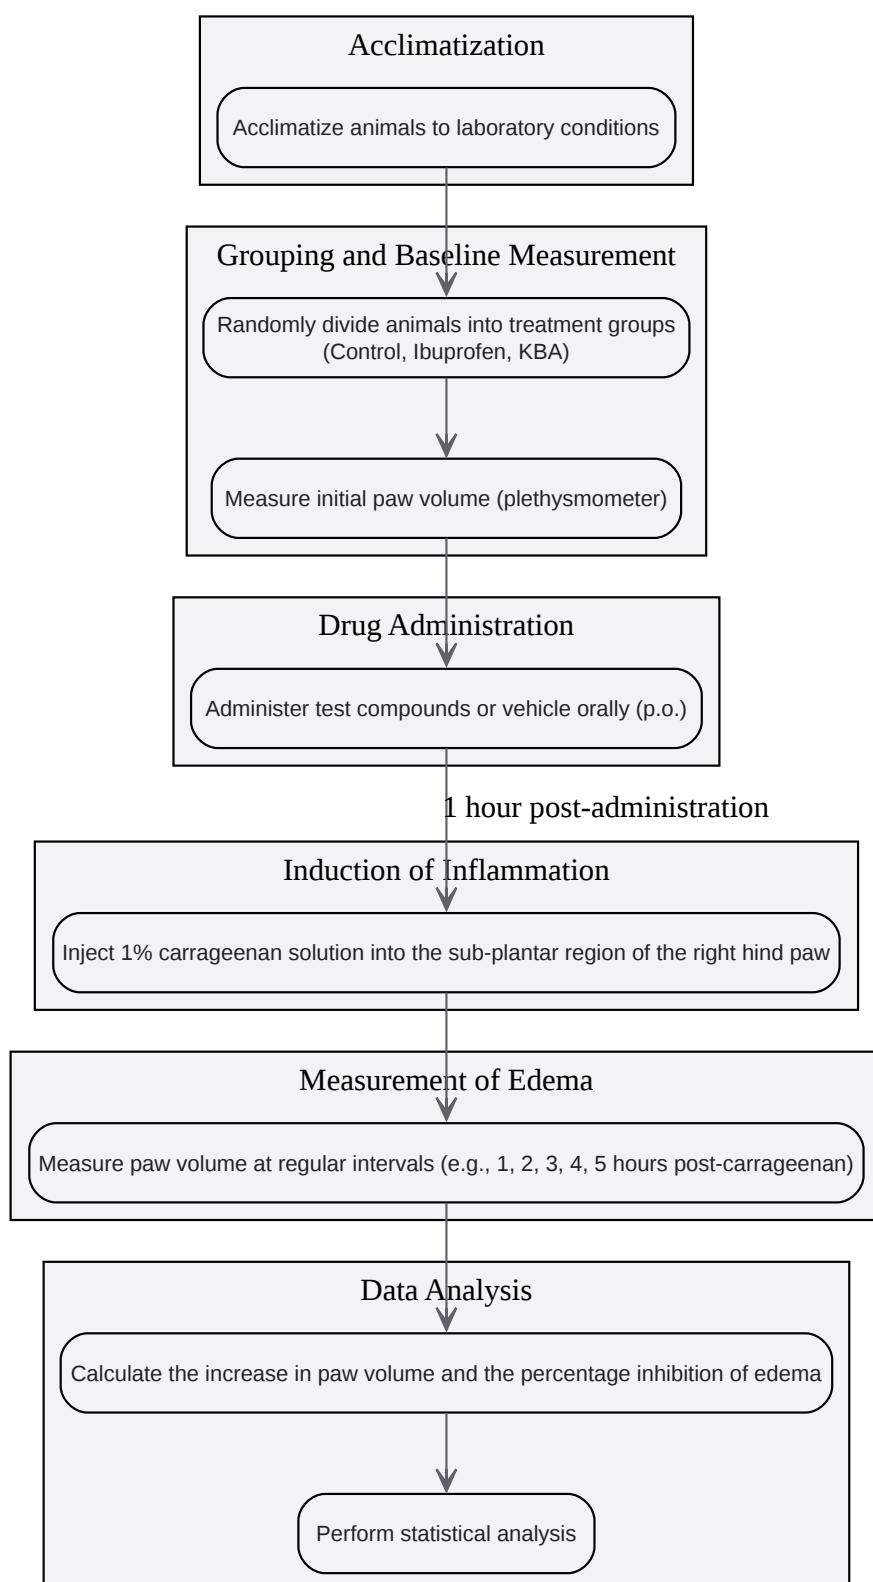 Acclimatization
Acclimatize animals to laboratory conditions
Grouping and Baseline Measurement
Randomly divide animals into treatment groups
(Control, Ibuprofen, KBA)
Measure initial paw volume (plethysmometer)
Drug Administration
Administer test compounds or vehicle orally (p.o.)
1 hour post-administration
Induction of Inflammation
Inject 1% carrageenan solution into the sub-plantar region of the right hind paw
Measurement of Edema
Measure paw volume at regular intervals (e.g., 1, 2, 3, 4, 5 hours post-carrageenan)
Data Analysis
Calculate the increase in paw volume and the percentage inhibition of edema
Perform statistical analysis